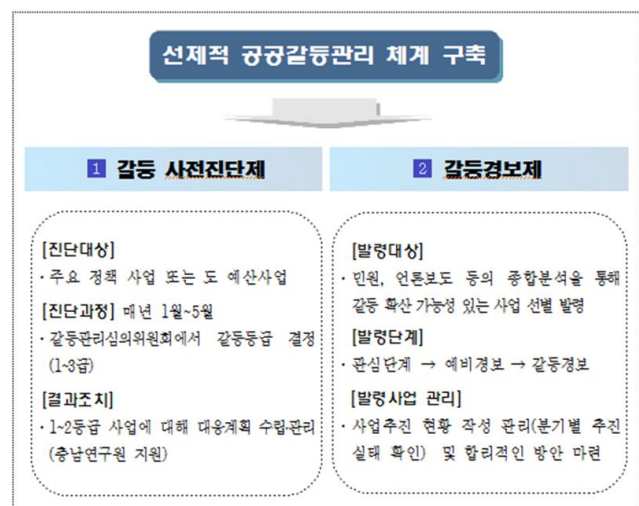 선제적 공공갈등관리 체계 구축
1 갈등 사전진단제
[진단대상]
· 주요 정책 사업 또는 도 예산사업
[진단과정] 매년 1월~5월
· 갈등관리심의위원회에서 갈등등급 결정
(1~3급)
[결과조치]
· 1~2등급 사업에 대해 대응계획 수립·관리
(충남연구원 지원)
2 갈등경보제
[발령대상]
· 민원, 언론보도 등의 종합분석을 통해
갈등 확산 가능성 있는 사업 선별 발령
[발령단계]
· 관심단계 → 예비경보 → 갈등경보
[발령사업 관리]
· 사업추진 현황 작성 관리(분기별 추진
실태 확인) 및 합리적인 방안 마련